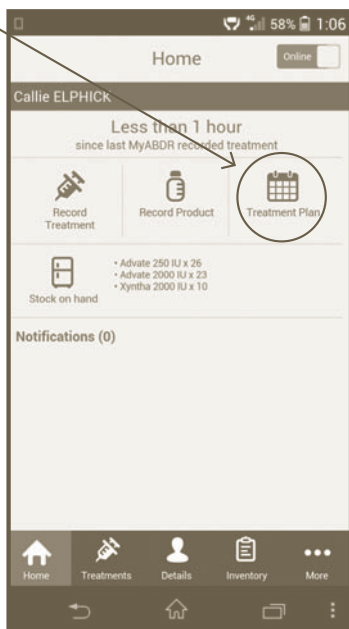 4G 58% 1:06
Home
Online
Callie ELPHICK
Less than 1 hour
since last MyABDR recorded treatment
Record
Treatment
Record Product
Treatment Plan
Stock on hand
• Advate 250 IU x 26
• Advate 2000 IU x 23
• Xyntha 2000 IU x 10
Notifications (0)
Home Treatments Details Inventory More